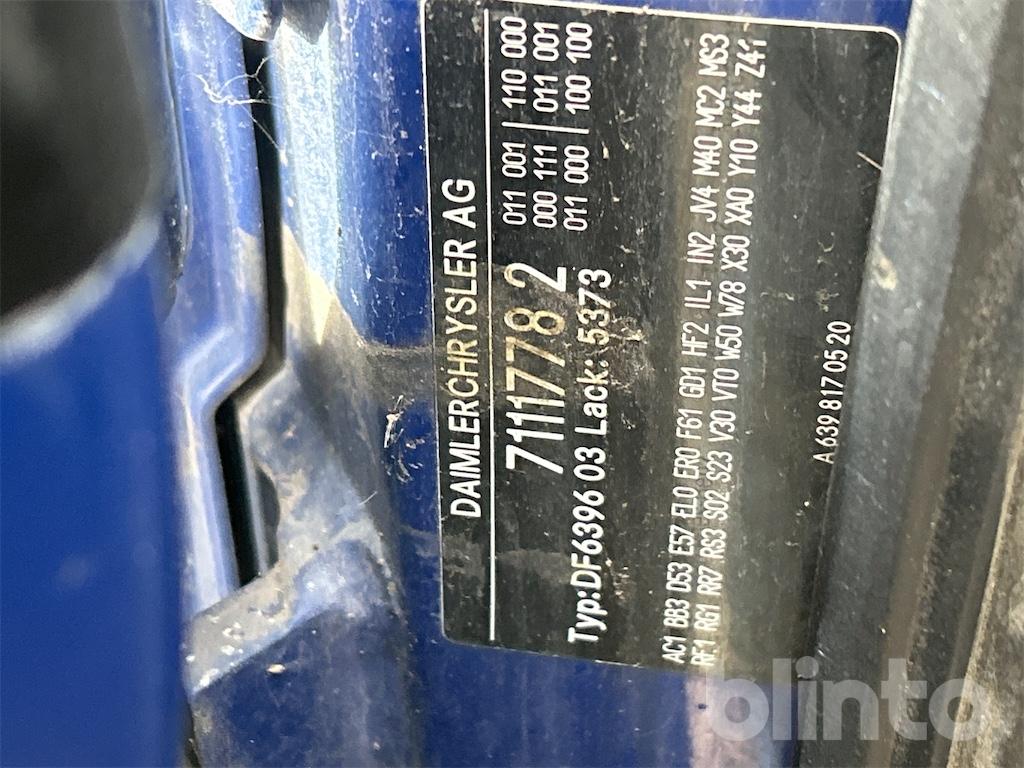 DAIMLERCHRYSLER AG
7111778 2
011 001 | 110 000
000 111 | 011 001
011 000 | 100 100
Typ:DF6396 03 Lack: 5373
AC1 BB3 D53 E57 EL0 ER0 F61 GD1 HF2 IL1 IN2 JV4 M40 MC2 MS3
RF1 RG1 RR7 RS3 S02 S23 V30 VT0 W50 W78 X30 XA0 Y10 Y44 Z41
A 639 817 05 20
blinto